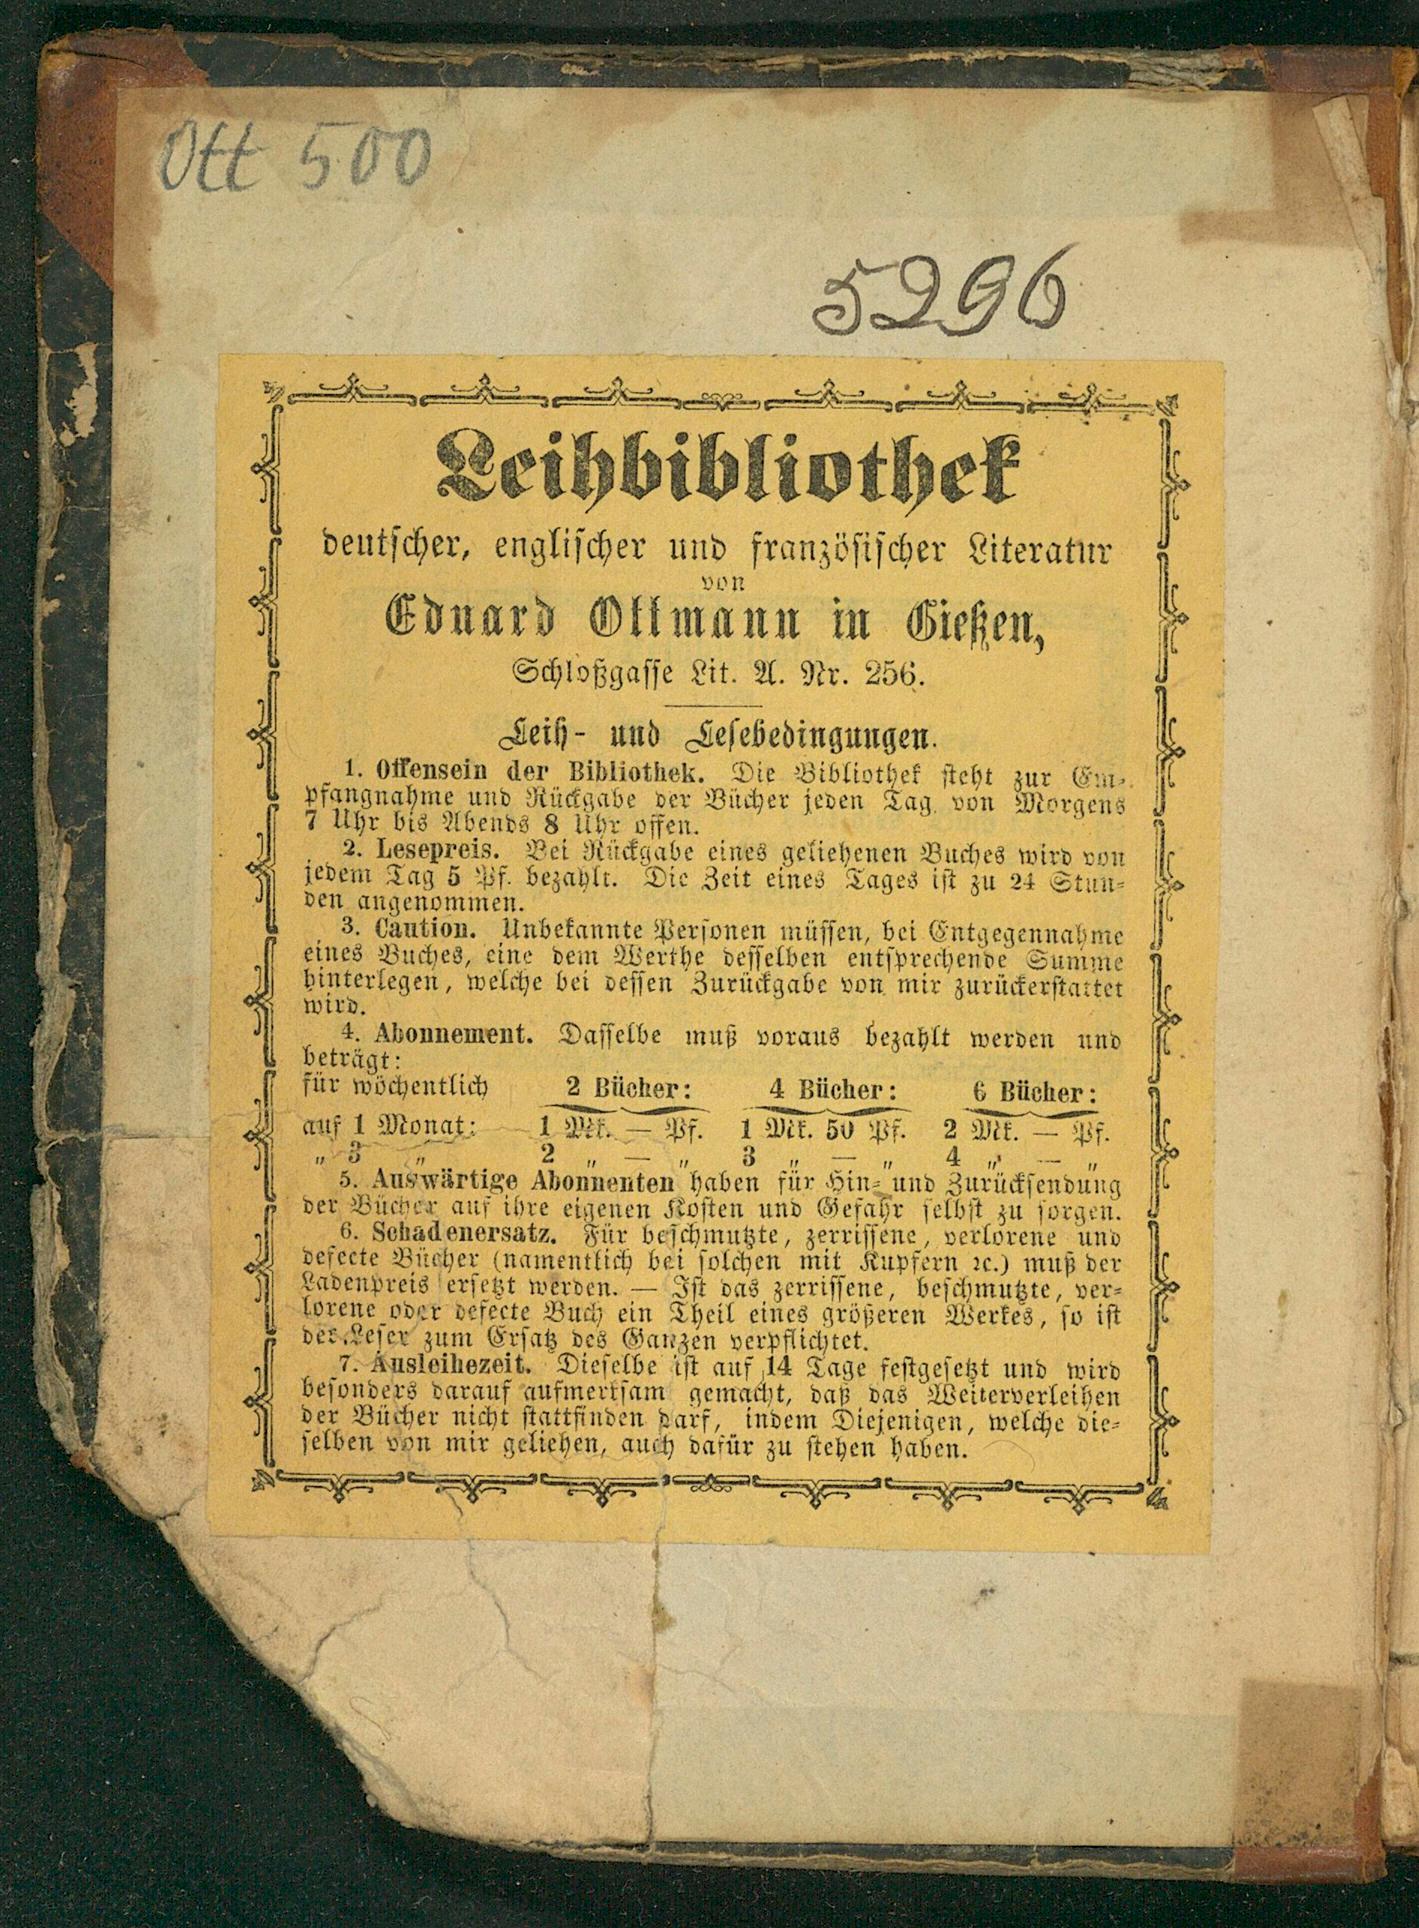 Ott 500
5296
Leihbibliothek
deutscher, englischer und französischer Literatur
von
Eduard Ottmann in Gießen,
Schloßgasse Lit. A. Nr. 256.
Leih- und Lesebedingungen.
1. Offensein der Bibliothek. Die Bibliothek steht zur Em-
pfangnahme und Rückgabe der Bücher jeden Tag von Morgens
7 Uhr bis Abends 8 Uhr offen.
2. Lesepreis. Bei Rückgabe eines geliehenen Buches wird von
jedem Tag 5 Pf. bezahlt. Die Zeit eines Tages ist zu 24 Stun-
den angenommen.
3. Caution. Unbekannte Personen müssen, bei Entgegennahme
eines Buches, eine dem Werthe desselben entsprechende Summe
hinterlegen, welche bei dessen Zurückgabe von mir zurückerstattet
wird.
4. Abonnement. Dasselbe muß voraus bezahlt werden und
beträgt:
für wöchentlich 2 Bücher: 4 Bücher: 6 Bücher:
auf 1 Monat: 1 Mk. — Pf. 1 Mk. 50 Pf. 2 Mk. — Pf.
„ 3 „ 2 „ — „ 3 „ — „ 4 „ — „
5. Auswärtige Abonnenten haben für Hin- und Zurücksendung
der Bücher auf ihre eigenen Kosten und Gefahr selbst zu sorgen.
6. Schadenersatz. Für beschmutzte, zerrissene, verlorene und
defecte Bücher (namentlich bei solchen mit Kupfern ꝛc.) muß der
Ladenpreis ersetzt werden. — Ist das zerrissene, beschmutzte, ver-
lorene oder defecte Buch ein Theil eines größeren Werkes, so ist
der Leser zum Ersatz des Ganzen verpflichtet.
7. Ausleihezeit. Dieselbe ist auf 14 Tage festgesetzt und wird
besonders darauf aufmerksam gemacht, daß das Weiterverleihen
der Bücher nicht stattfinden darf, indem Diejenigen, welche die-
selben von mir geliehen, auch dafür zu stehen haben.